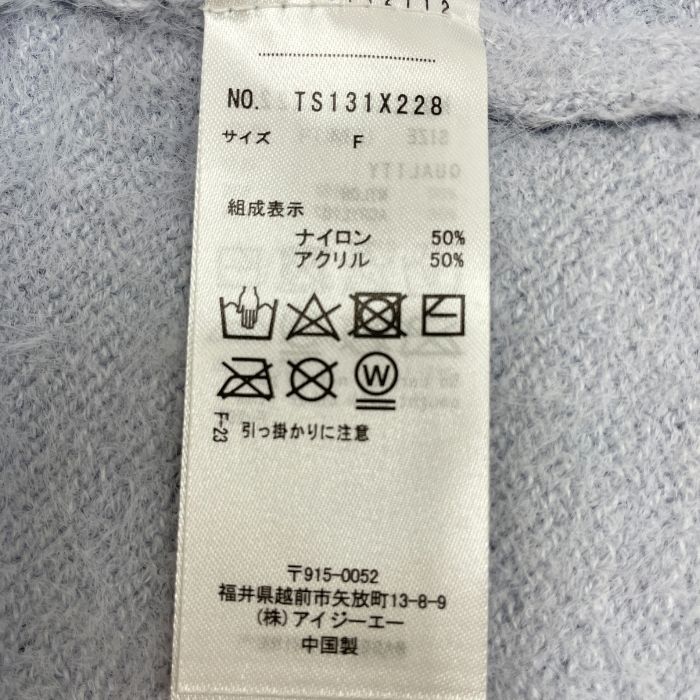 NO. TS131X228
サイズ F
組成表示
ナイロン 50%
アクリル 50%
W
F-23 引っ掛かりに注意
〒915-0052
福井県越前市矢放町13-8-9
(株)アイジーエー
中国製